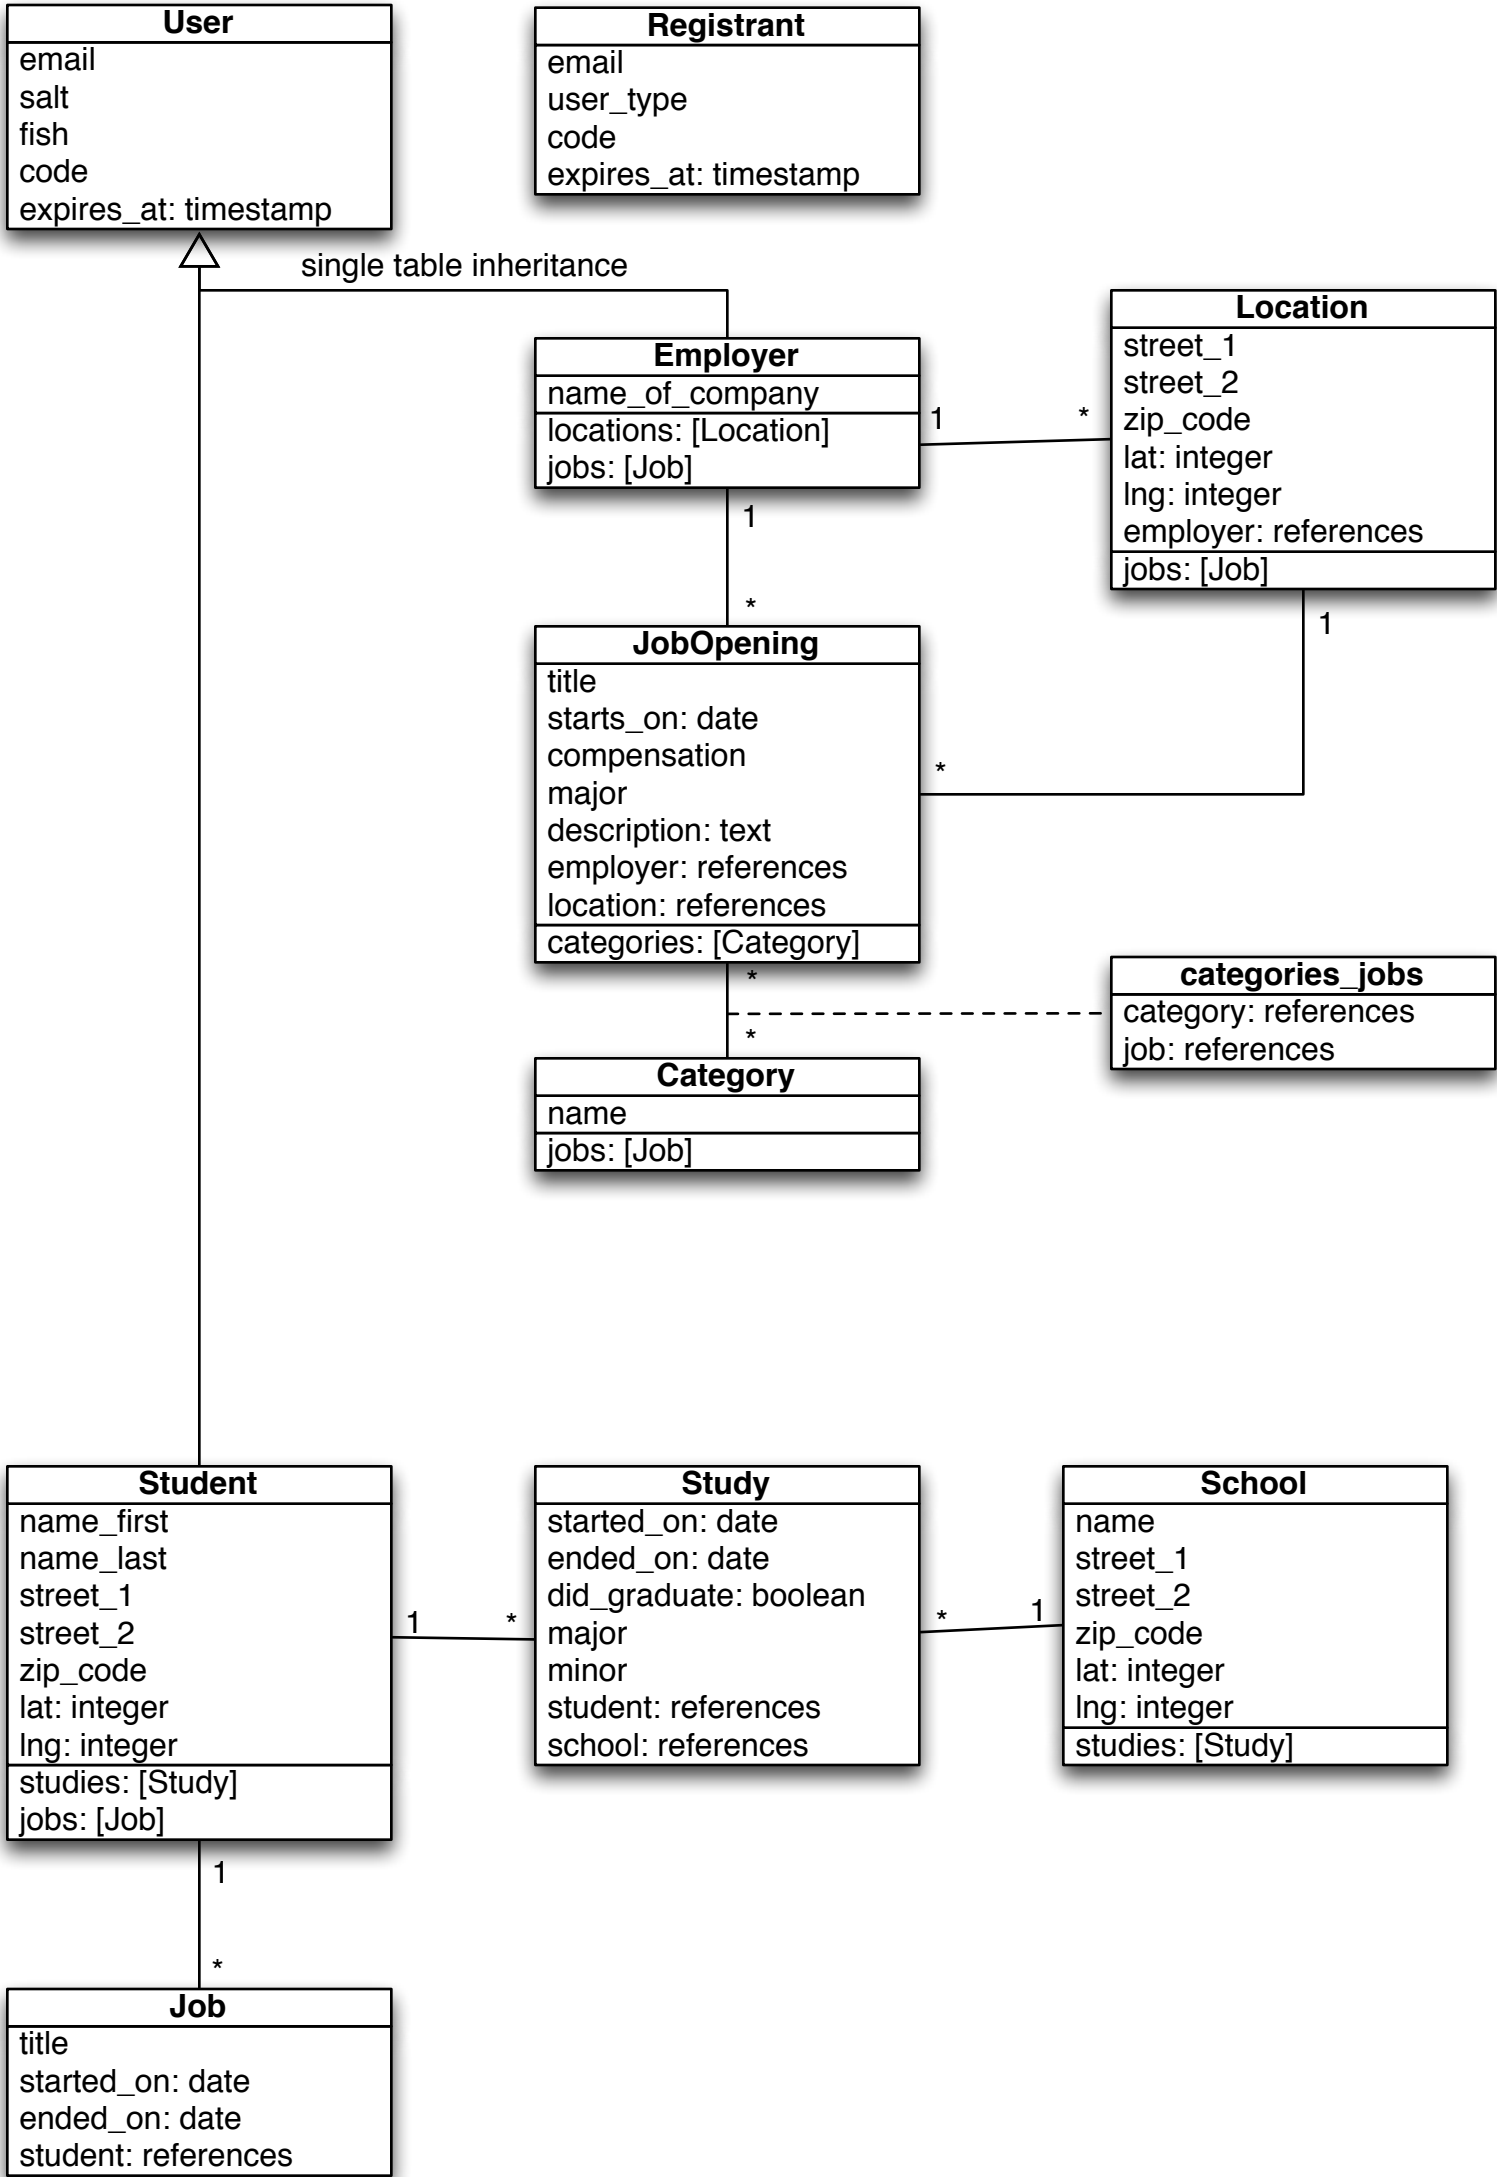 User
email
salt
fish
code
expires_at: timestamp
Registrant
email
user_type
code
expires_at: timestamp
single table inheritance
Employer
name_of_company
locations: [Location]
jobs: [Job]
1
*
Location
street_1
street_2
zip_code
lat: integer
lng: integer
employer: references
jobs: [Job]
1
*
1
*
JobOpening
title
starts_on: date
compensation
major
description: text
employer: references
location: references
categories: [Category]
*
*
categories_jobs
category: references
job: references
Category
name
jobs: [Job]
Student
name_first
name_last
street_1
street_2
zip_code
lat: integer
lng: integer
studies: [Study]
jobs: [Job]
1
*
Study
started_on: date
ended_on: date
did_graduate: boolean
major
minor
student: references
school: references
*
1
School
name
street_1
street_2
zip_code
lat: integer
lng: integer
studies: [Study]
1
*
Job
title
started_on: date
ended_on: date
student: references